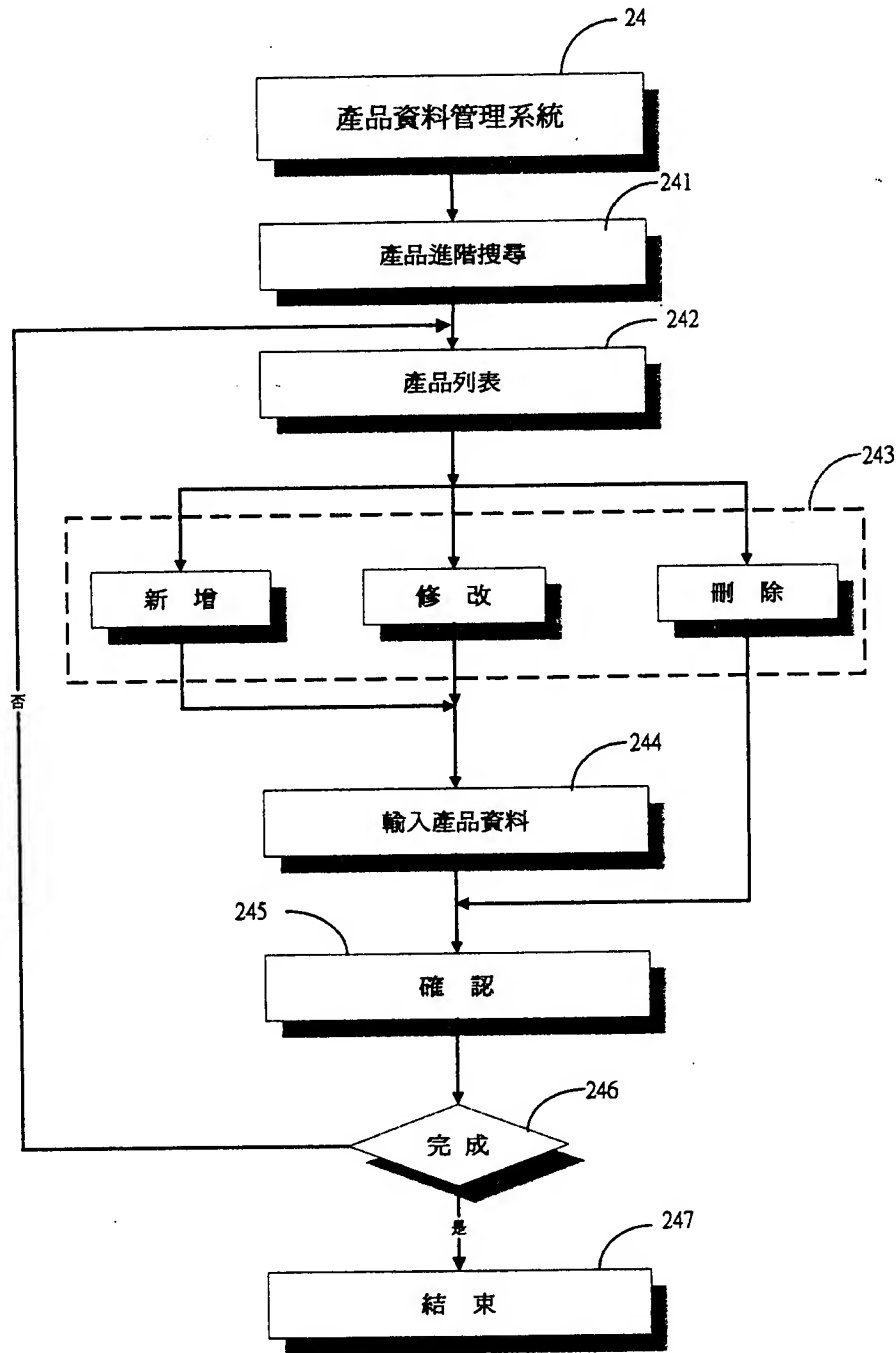 24
產品資料管理系統
241
產品進階搜尋
242
產品列表
243
新 增
修 改
刪 除
否
244
輸入產品資料
245
確 認
246
完 成
是
247
結 束